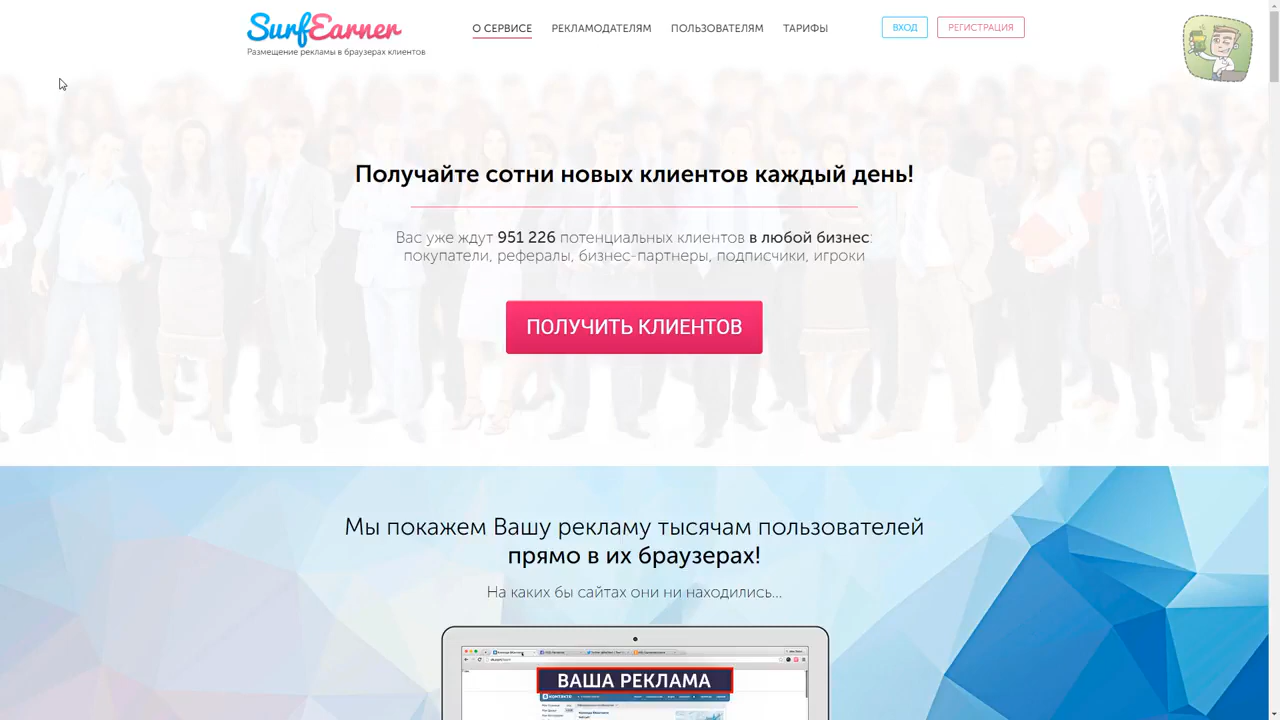 SurfEarner
Размещение рекламы в браузерах клиентов
О СЕРВИСЕ
РЕКЛАМОДАТЕЛЯМ
ПОЛЬЗОВАТЕЛЯМ
ТАРИФЫ
ВХОД
РЕГИСТРАЦИЯ
Получайте сотни новых клиентов каждый день!
Вас уже ждут 951 226 потенциальных клиентов в любой бизнес:
покупатели, рефералы, бизнес-партнеры, подписчики, игроки
ПОЛУЧИТЬ КЛИЕНТОВ
Мы покажем Вашу рекламу тысячам пользователей
прямо в их браузерах!
На каких бы сайтах они ни находились...
ВАША РЕКЛАМА